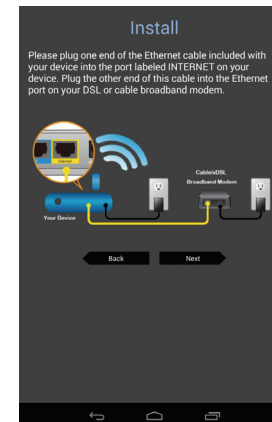 Install
Please plug one end of the Ethernet cable included with
your device into the port labeled INTERNET on your
device. Plug the other end of this cable into the Ethernet
port on your DSL or cable broadband modem.
Internet
Cable/xDSL
Broadband Modem
Your Device
Back Next